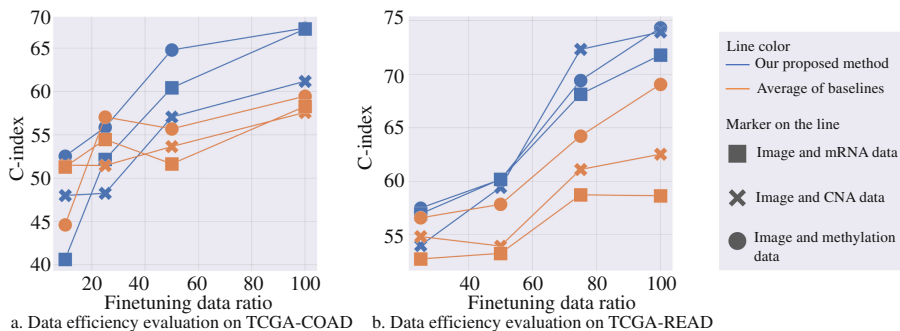 C-index
70
65
60
55
50
45
40
20
40
60
80
100
Finetuning data ratio
a. Data efficiency evaluation on TCGA-COAD
C-index
75
70
65
60
55
40
60
80
100
Finetuning data ratio
b. Data efficiency evaluation on TCGA-READ
Line color
Our proposed method
Average of baselines
Marker on the line
Image and mRNA data
Image and CNA data
Image and methylation
data